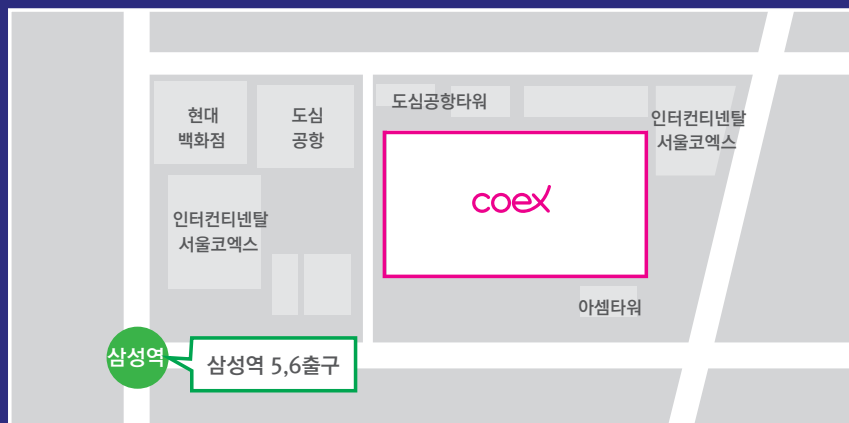 현대
백화점
도심
공항
도심공항타워
인터컨티넨탈
서울코엑스
coex
인터컨티넨탈
서울코엑스
아셈타워
삼성역
삼성역 5,6출구